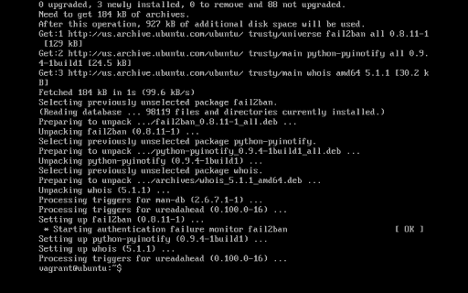 0 upgraded, 3 newly installed, 0 to remove and 88 not upgraded.
Need to get 184 kB of archives.
After this operation, 927 kB of additional disk space will be used.
Get:1 http://us.archive.ubuntu.com/ubuntu/ trusty/universe fail2ban all 0.8.11-1
 [129 kB]
Get:2 http://us.archive.ubuntu.com/ubuntu/ trusty/main python-pyinotify all 0.9.
4-1build1 [24.5 kB]
Get:3 http://us.archive.ubuntu.com/ubuntu/ trusty/main whois amd64 5.1.1 [30.2 k
B]
Fetched 184 kB in 1s (99.6 kB/s)
Selecting previously unselected package fail2ban.
(Reading database ... 98119 files and directories currently installed.)
Preparing to unpack .../fail2ban_0.8.11-1_all.deb ...
Unpacking fail2ban (0.8.11-1) ...
Selecting previously unselected package python-pyinotify.
Preparing to unpack .../python-pyinotify_0.9.4-1build1_all.deb ...
Unpacking python-pyinotify (0.9.4-1build1) ...
Selecting previously unselected package whois.
Preparing to unpack .../archives/whois_5.1.1_amd64.deb ...
Unpacking whois (5.1.1) ...
Processing triggers for man-db (2.6.7.1-1) ...
Processing triggers for ureadahead (0.100.0-16) ...
Setting up fail2ban (0.8.11-1) ...
 * Starting authentication failure monitor fail2ban [ OK ]
Setting up python-pyinotify (0.9.4-1build1) ...
Setting up whois (5.1.1) ...
Processing triggers for ureadahead (0.100.0-16) ...
vagrant@ubuntu:~$